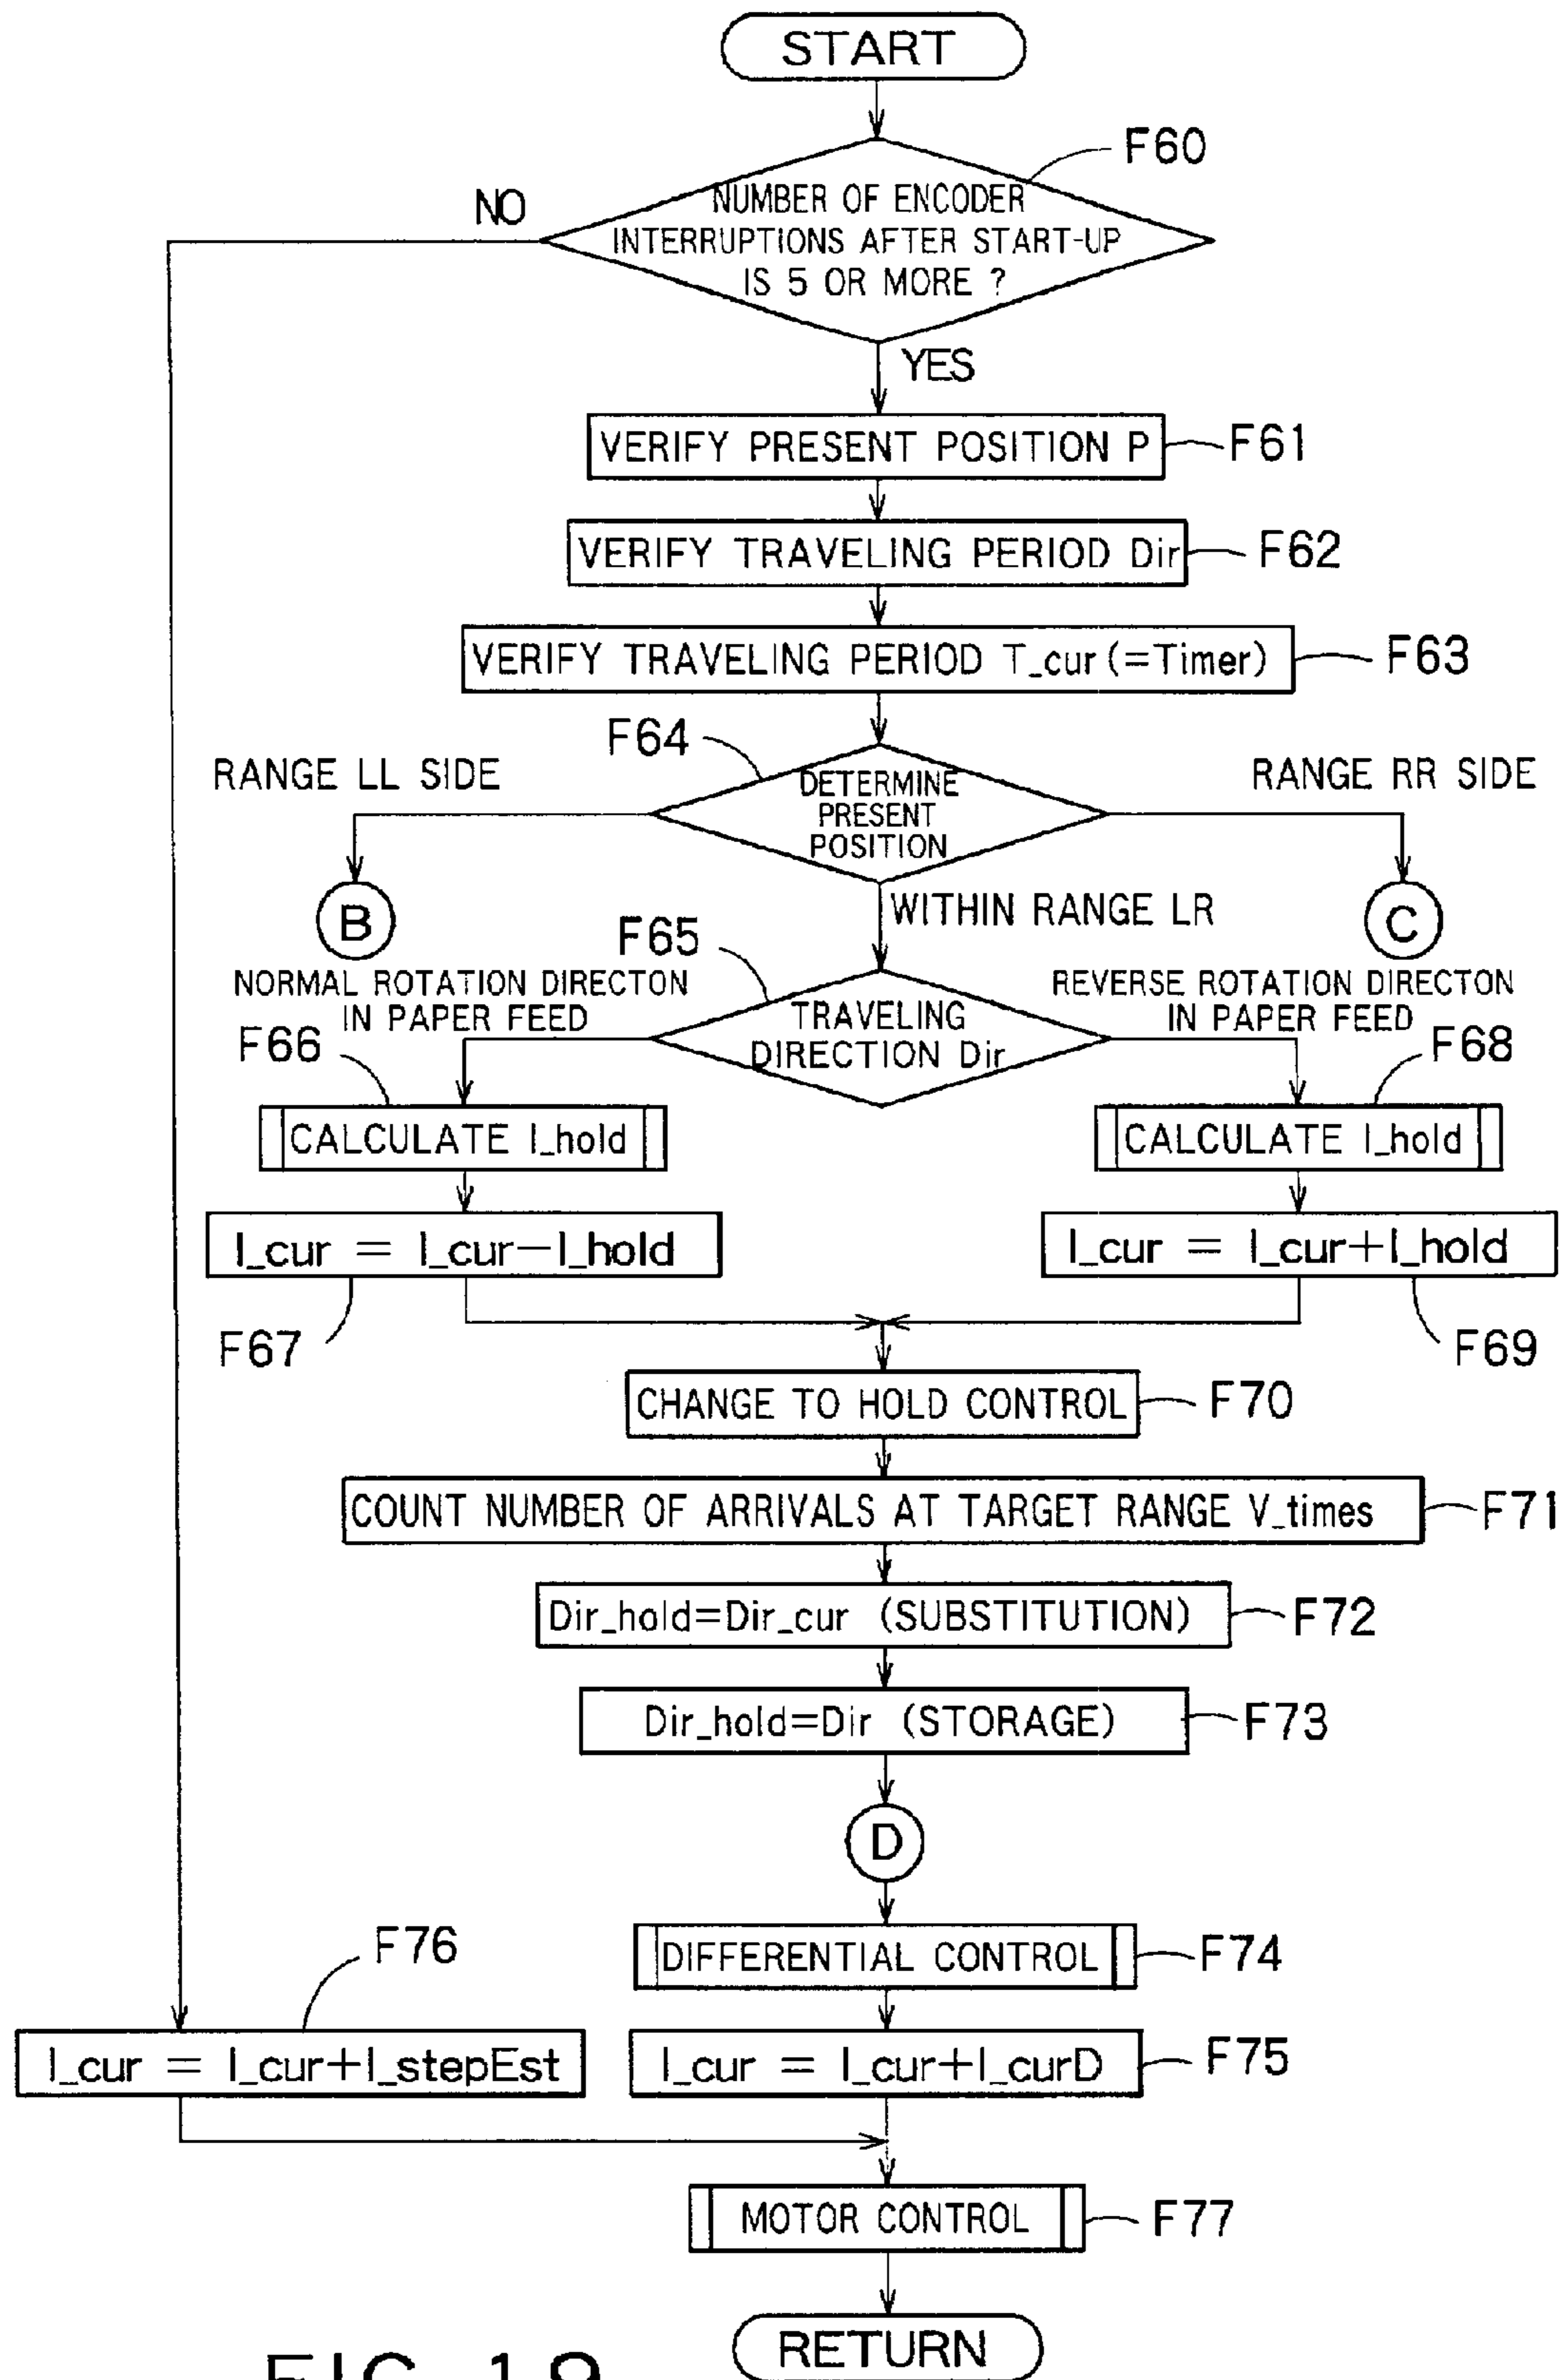 START
F60
NO
NUMBER OF ENCODER
INTERRUPTIONS AFTER START-UP
IS 5 OR MORE ?
YES
VERIFY PRESENT POSITION P
F61
VERIFY TRAVELING PERIOD Dir
F62
VERIFY TRAVELING PERIOD T_cur(=Timer)
F63
F64
RANGE LL SIDE
DETERMINE
PRESENT
POSITION
RANGE RR SIDE
B
WITHIN RANGE LR
C
F65
NORMAL ROTATION DIRECTON
IN PAPER FEED
TRAVELING
DIRECTION Dir
REVERSE ROTATION DIRECTON
IN PAPER FEED
F66
F68
CALCULATE I_hold
CALCULATE I_hold
I_cur = I_cur−I_hold
I_cur = I_cur+I_hold
F67
F69
CHANGE TO HOLD CONTROL
F70
COUNT NUMBER OF ARRIVALS AT TARGET RANGE V_times
F71
Dir_hold=Dir_cur (SUBSTITUTION)
F72
Dir_hold=Dir (STORAGE)
F73
D
DIFFERENTIAL CONTROL
F74
F76
I_cur = I_cur+I_stepEst
I_cur = I_cur+I_curD
F75
MOTOR CONTROL
F77
RETURN
FIG.19